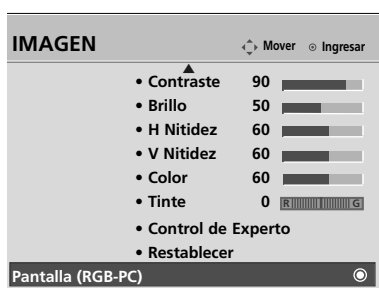 IMAGEN Mover Ingresar
• Contraste 90
• Brillo 50
• H Nitidez 60
• V Nitidez 60
• Color 60
• Tinte 0 R G
• Control de Experto
• Restablecer
Pantalla (RGB-PC)